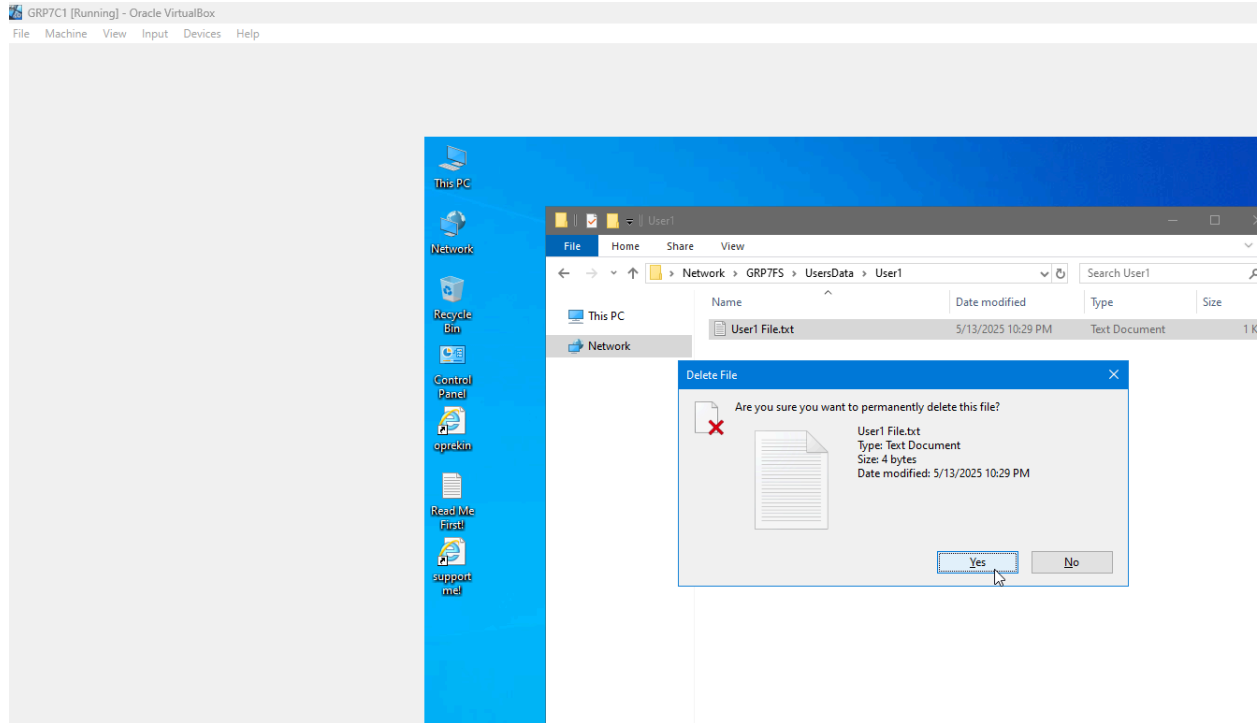 GRP7C1 [Running] - Oracle VirtualBox
File Machine View Input Devices Help
This PC
Network
Recycle
Bin
Control
Panel
oprekin
Read Me
First!
support
me!
User1
File Home Share View
Network > GRP7FS > UsersData > User1
Search User1
This PC
Network
Name Date modified Type Size
User1 File.txt 5/13/2025 10:29 PM Text Document 1 K
Delete File
Are you sure you want to permanently delete this file?
User1 File.txt
Type: Text Document
Size: 4 bytes
Date modified: 5/13/2025 10:29 PM
Yes No